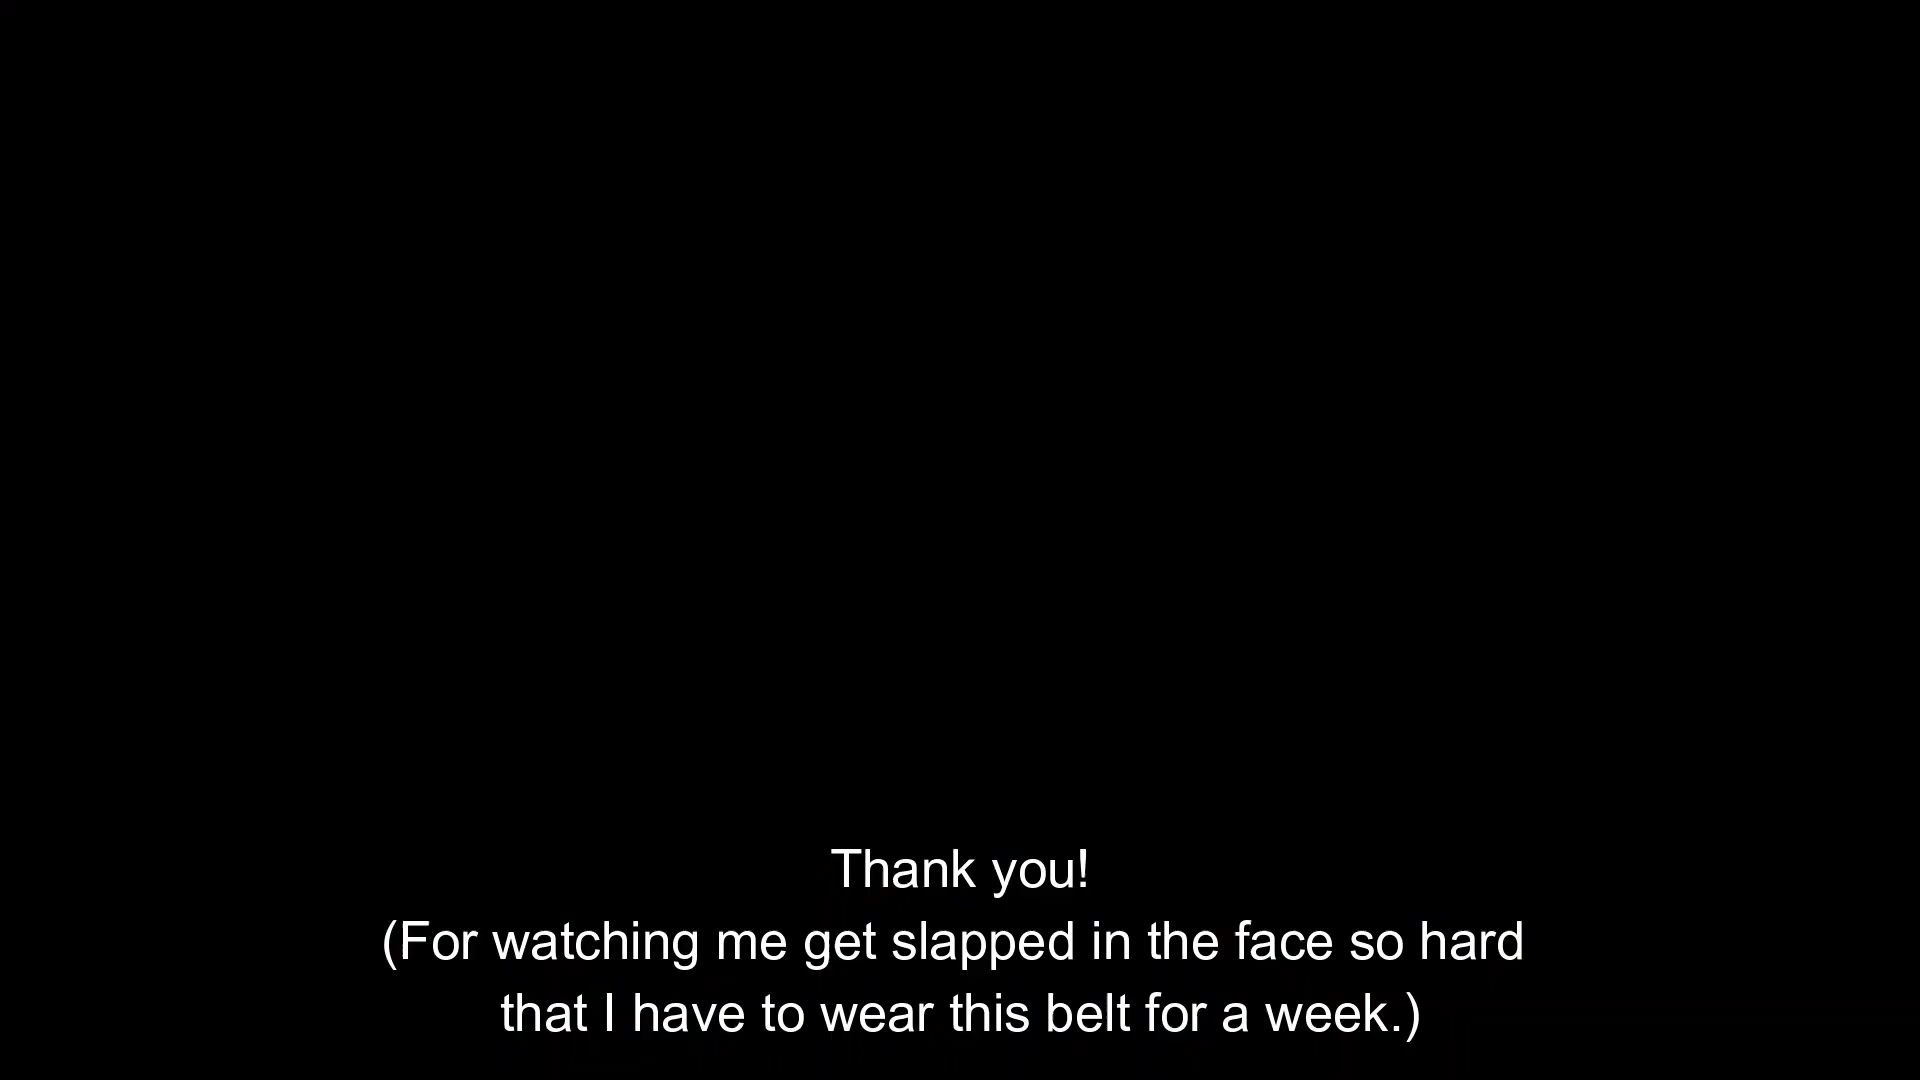 Thank you!
(For watching me get slapped in the face so hard
that I have to wear this belt for a week.)